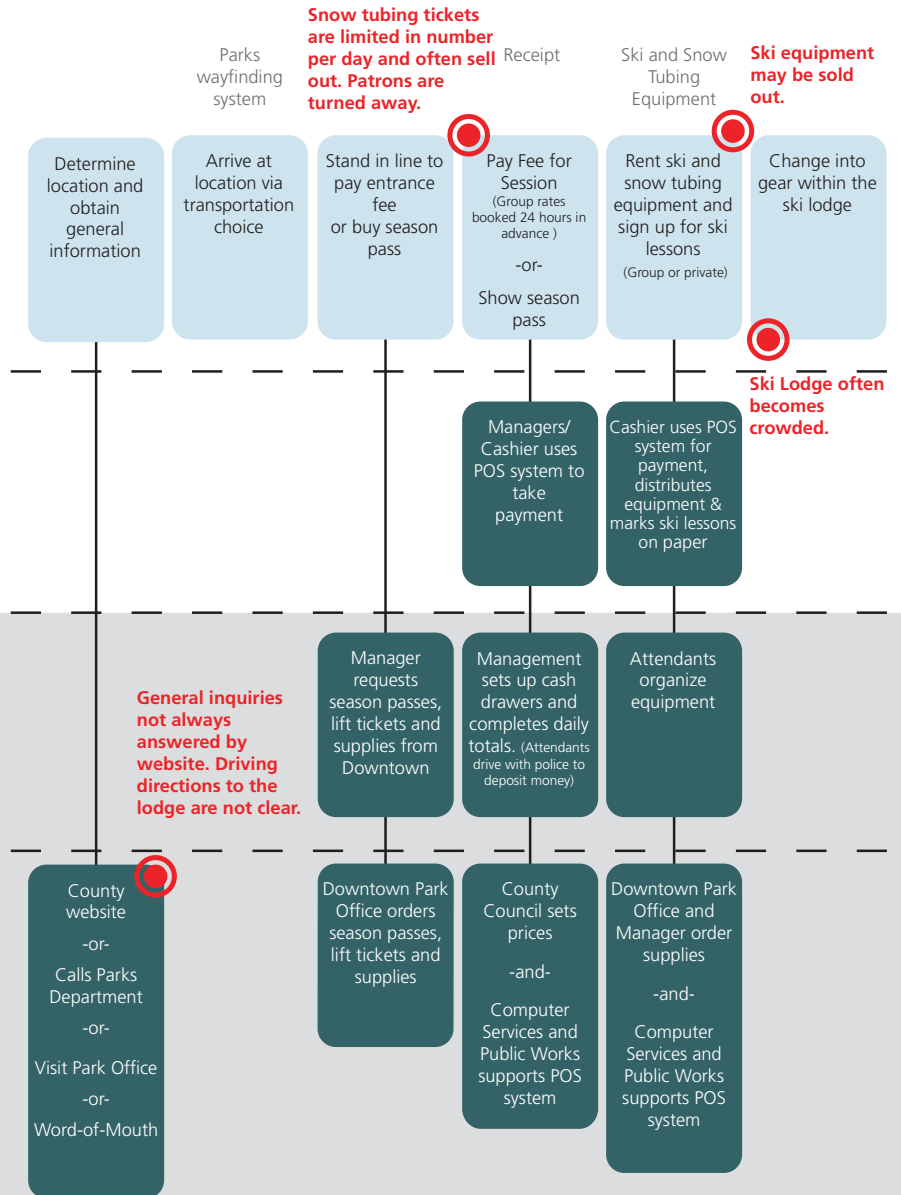 Parks
wayfinding
system
Snow tubing tickets
are limited in number
per day and often sell
out. Patrons are
turned away.
Receipt
Ski and Snow
Tubing
Equipment
Ski equipment
may be sold
out.
Determine
location and
obtain
general
information
Arrive at
location via
transportation
choice
Stand in line to
pay entrance
fee
or buy season
pass
Pay Fee for
Session
(Group rates
booked 24 hours in
advance )
-or-
Show season
pass
Rent ski and
snow tubing
equipment and
sign up for ski
lessons
(Group or private)
Change into
gear within the
ski lodge
Ski Lodge often
becomes
crowded.
Managers/
Cashier uses
POS system to
take
payment
Cashier uses POS
system for
payment,
distributes
equipment &
marks ski lessons
on paper
General inquiries
not always
answered by
website. Driving
directions to the
lodge are not clear.
Manager
requests
season passes,
lift tickets and
supplies from
Downtown
Management
sets up cash
drawers and
completes daily
totals. (Attendants
drive with police to
deposit money)
Attendants
organize
equipment
County
website
-or-
Calls Parks
Department
-or-
Visit Park Office
-or-
Word-of-Mouth
Downtown Park
Office orders
season passes,
lift tickets and
supplies
County
Council sets
prices
-and-
Computer
Services and
Public Works
supports POS
system
Downtown Park
Office and
Manager order
supplies
-and-
Computer
Services and
Public Works
supports POS
system